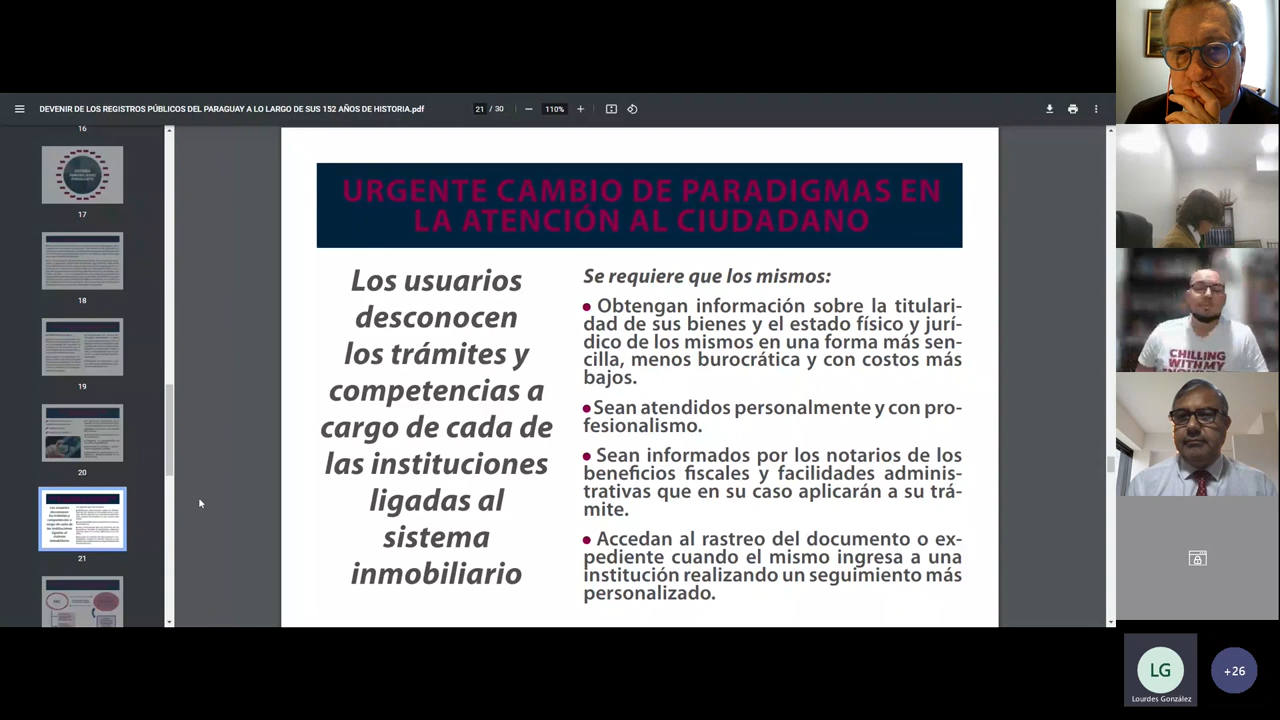 DEVENIR DE LOS REGISTROS PÚBLICOS DEL PARAGUAY A LO LARGO DE SUS 152 AÑOS DE HISTORIA.pdf
21 / 30
110%
16
17
18
19
20
21
URGENTE CAMBIO DE PARADIGMAS EN
LA ATENCIÓN AL CIUDADANO
Los usuarios
desconocen
los trámites y
competencias a
cargo de cada de
las instituciones
ligadas al
sistema
inmobiliario
Se requiere que los mismos:
• Obtengan información sobre la titulari-
dad de sus bienes y el estado físico y jurí-
dico de los mismos en una forma más sen-
cilla, menos burocrática y con costos más
bajos.
• Sean atendidos personalmente y con pro-
fesionalismo.
• Sean informados por los notarios de los
beneficios fiscales y facilidades adminis-
trativas que en su caso aplicarán a su trá-
mite.
• Accedan al rastreo del documento o ex-
pediente cuando el mismo ingresa a una
institución realizando un seguimiento más
personalizado.
CHILLING
WITH MY
LG
Lourdes González
+26